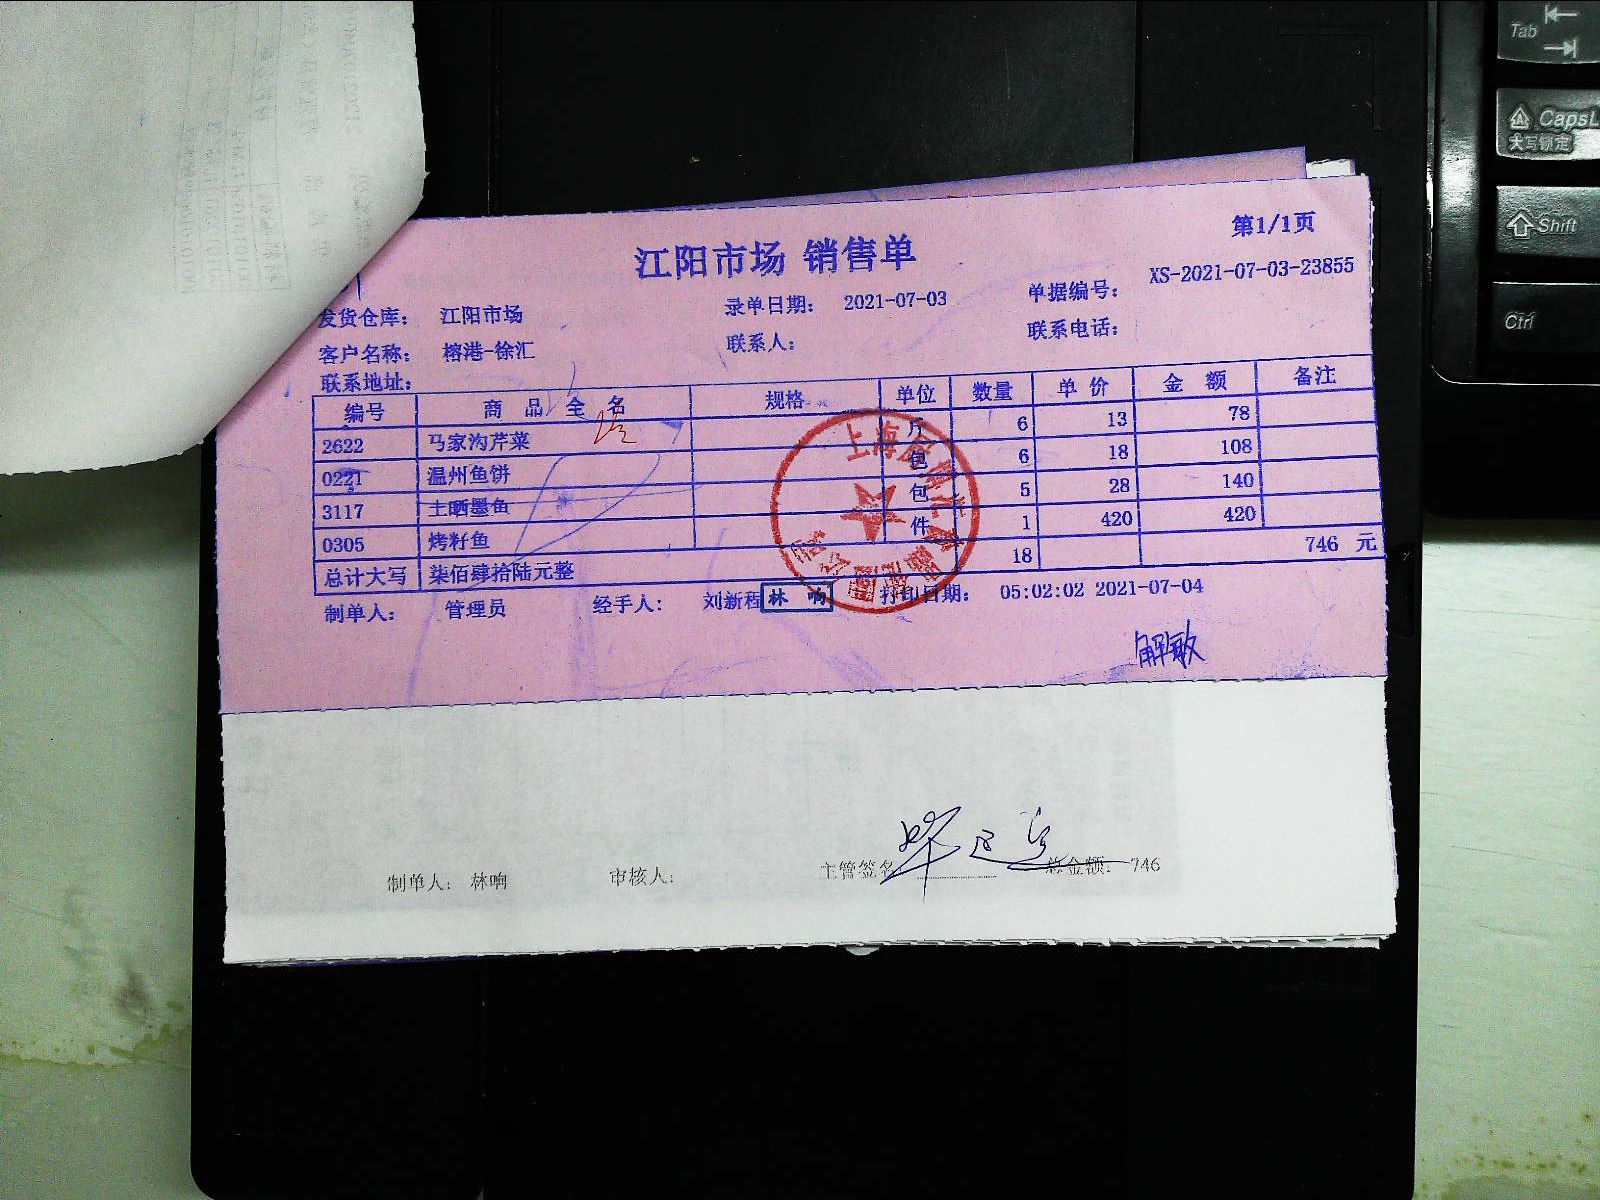 第1/1页
江阳市场 销售单
发货仓库： 江阳市场 录单日期： 2021-07-03 单据编号： XS-2021-07-03-23855
客户名称： 榕港-徐汇 联系人： 联系电话：
联系地址：
编号 商品全名 规格 单位 数量 单价 金额 备注
2622 马家沟芹菜 斤 6 13 78
0221 温州鱼饼 包 6 18 108
3117 土晒墨鱼 包 5 28 140
0305 烤籽鱼 件 1 420 420
总计大写 柒佰肆拾陆元整 18 746 元
制单人： 管理员 经手人： 刘新程 林响 打印日期： 05:02:02 2021-07-04
解敏
制单人： 林响 审核人： 主管签名 总金额： 746
上海
Tab
CapsL
大写锁定
Shift
Ctrl